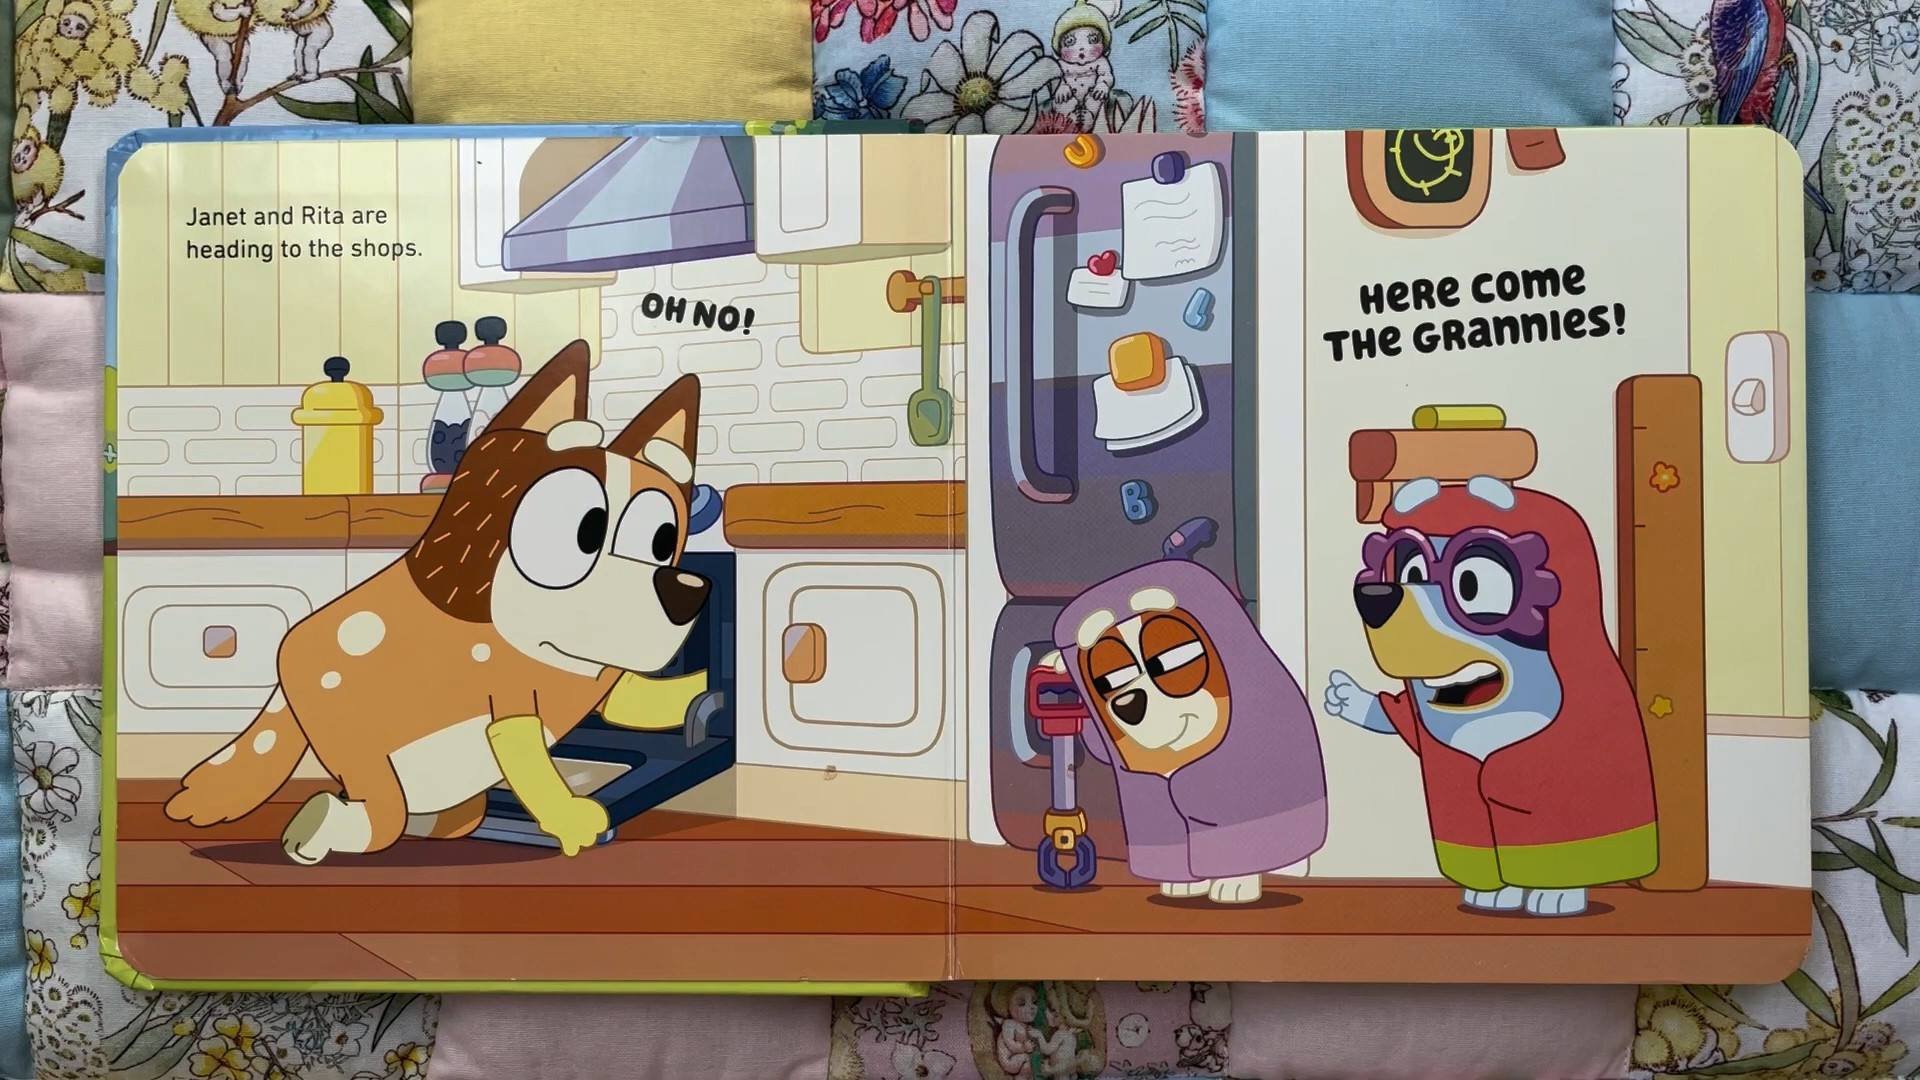 Janet and Rita are
heading to the shops.
OH NO!
HERE COME
THE GRANNIES!
B